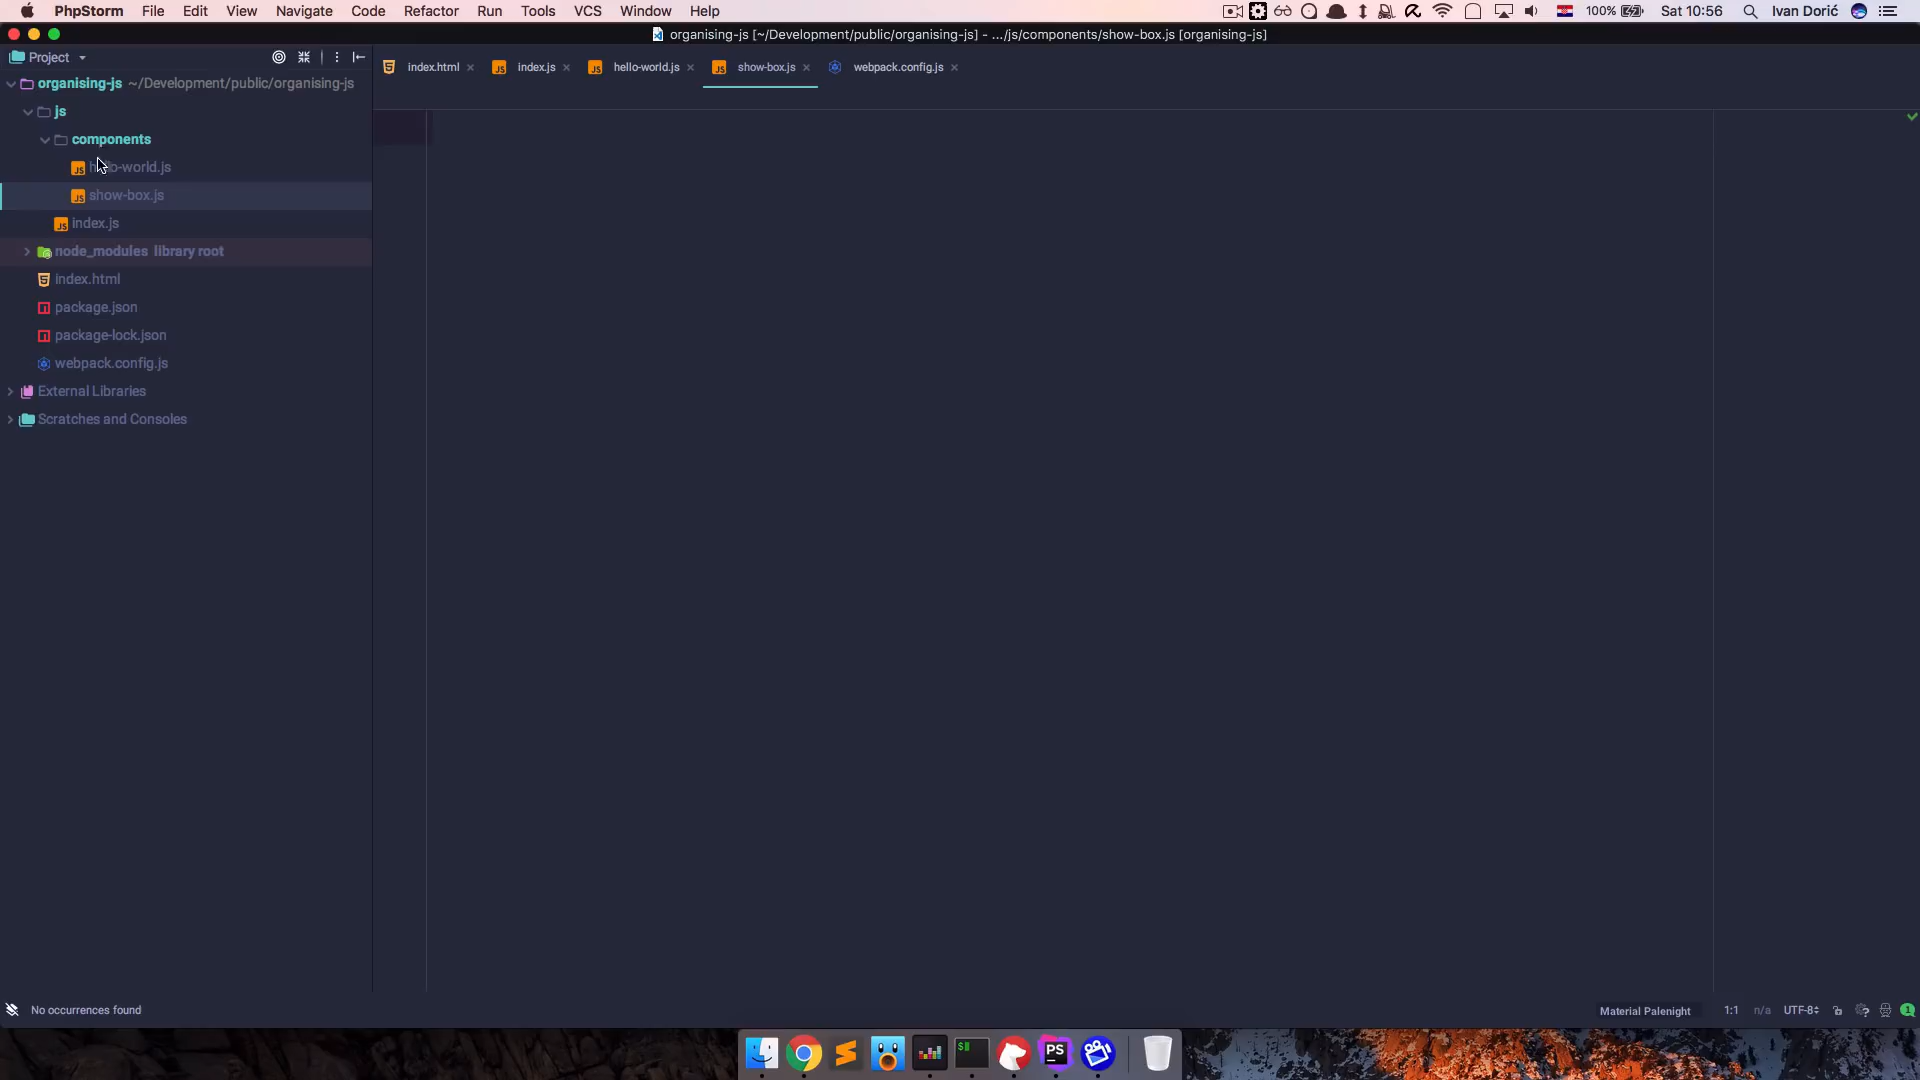 PhpStorm File Edit View Navigate Code Refactor Run Tools VCS Window Help 100% Sat 10:56 Ivan Dorić
organising-js [~/Development/public/organising-js] - .../js/components/show-box.js [organising-js]
Project
index.html index.js hello-world.js show-box.js webpack.config.js
organising-js ~/Development/public/organising-js
js
components
hello-world.js
show-box.js
index.js
node_modules library root
index.html
package.json
package-lock.json
webpack.config.js
External Libraries
Scratches and Consoles
No occurrences found Material Palenight 1:1 n/a UTF-8 1
PS